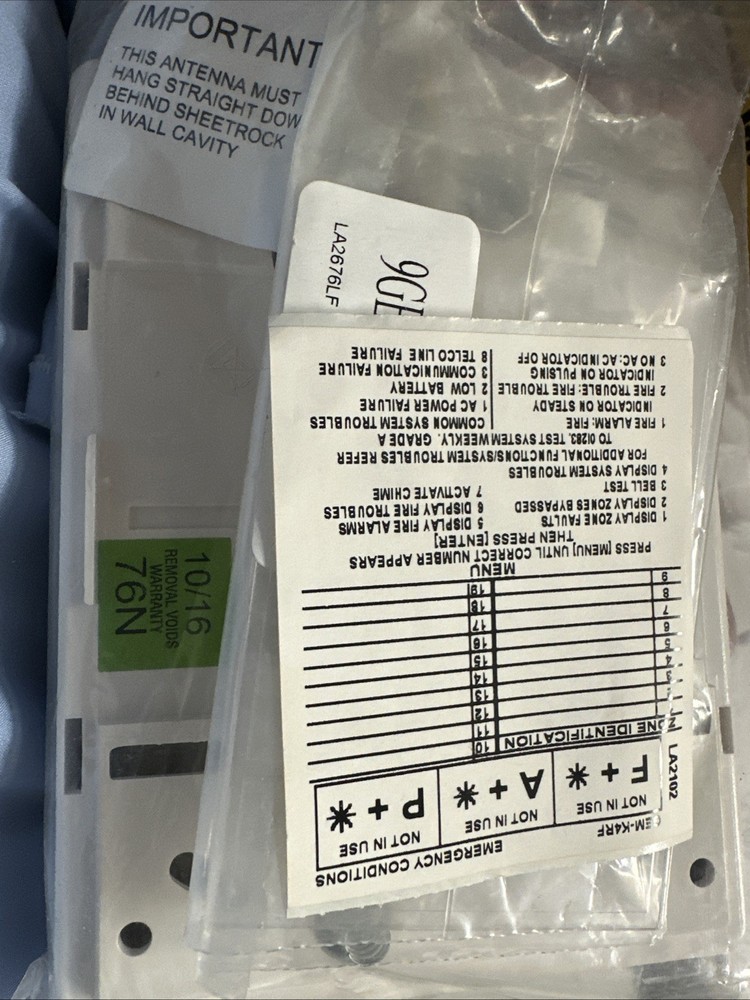 IMPORTANT
THIS ANTENNA MUST
HANG STRAIGHT DOW
BEHIND SHEETROCK
IN WALL CAVITY
LA2676LF
10/16
REMOVAL VOIDS
WARRANTY
76N
EMERGENCY CONDITIONS
EM-K4RF
LA2102
NOT IN USE
F + *
NOT IN USE
A + *
NOT IN USE
P + *
NE IDENTIFICATION
10
11
12
13
14
15
16
17
18
19
5
6
7
8
9
MENU
PRESS [MENU] UNTIL CORRECT NUMBER APPEARS
THEN PRESS [ENTER]
1 DISPLAY ZONE FAULTS
2 DISPLAY ZONES BYPASSED
3 BELL TEST
4 DISPLAY SYSTEM TROUBLES
5 DISPLAY FIRE ALARMS
6 DISPLAY FIRE TROUBLES
7 ACTIVATE CHIME
FOR ADDITIONAL FUNCTIONS/SYSTEM TROUBLES REFER
TO OI283. TEST SYSTEM WEEKLY. GRADE A
1 FIRE ALARM: FIRE
INDICATOR ON STEADY
2 FIRE TROUBLE: FIRE TROUBLE
INDICATOR ON PULSING
3 NO AC: AC INDICATOR OFF
COMMON SYSTEM TROUBLES
1 AC POWER FAILURE
2 LOW BATTERY
3 COMMUNICATION FAILURE
8 TELCO LINE FAILURE